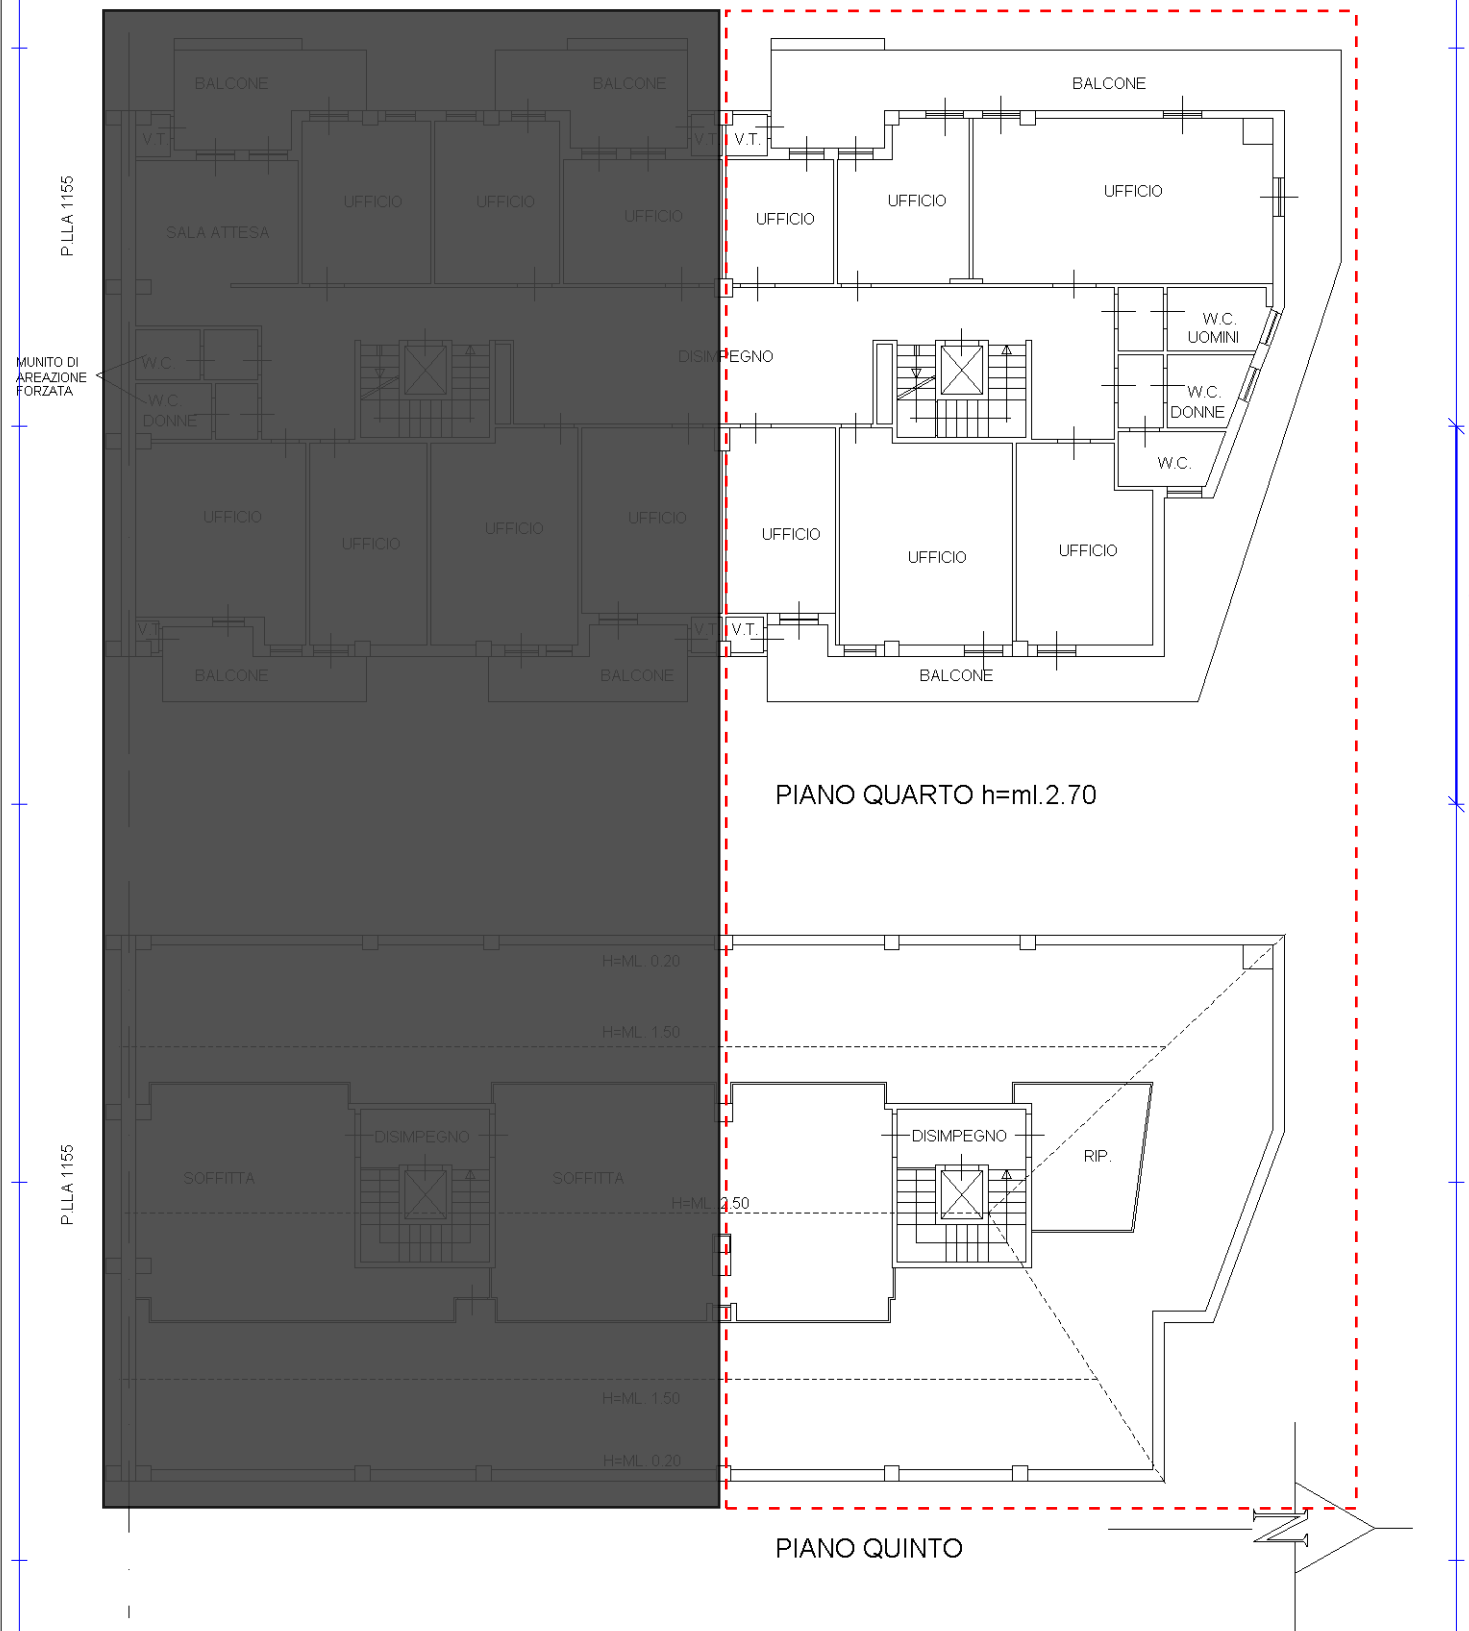 BALCONE
BALCONE
BALCONE
V.T.
V.T.
V.T.
P.LLA 1155
UFFICIO
UFFICIO
UFFICIO
UFFICIO
UFFICIO
UFFICIO
SALA ATTESA
W.C.
UOMINI
DISIMPEGNO
MUNITO DI
AREAZIONE
FORZATA
W.C.
W.C.
DONNE
W.C.
DONNE
W.C.
UFFICIO
UFFICIO
UFFICIO
UFFICIO
UFFICIO
UFFICIO
UFFICIO
V.T.
V.T.
V.T.
BALCONE
BALCONE
BALCONE
PIANO QUARTO h=ml.2.70
H=ML. 0.20
H=ML. 1.50
DISIMPEGNO
DISIMPEGNO
RIP.
P.LLA 1155
SOFFITTA
SOFFITTA
H=ML. 2.50
H=ML. 1.50
H=ML. 0.20
PIANO QUINTO
N